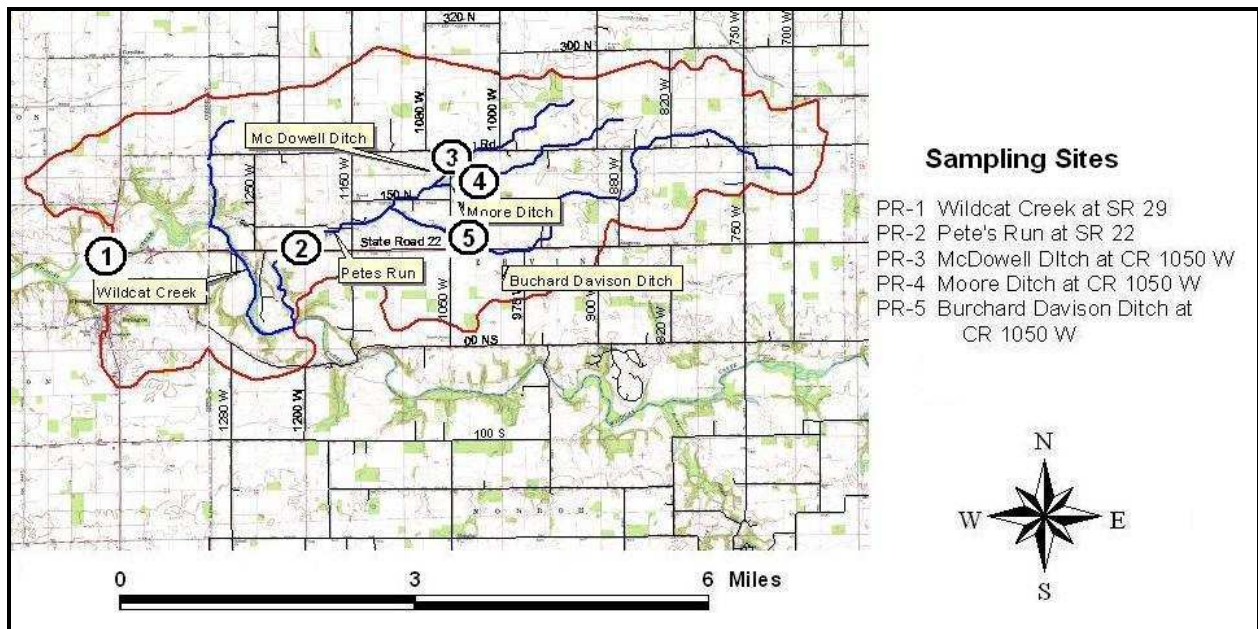 320 N
300 N
750 W
700 W
820 W
1080 W
1000 W
Mc Dowell Ditch
Rd
3
4
1250 W
1150 W
150 N
880 W
Moore Ditch
5
1
2
State Road 22
750 W
Petes Run
Buchard Davison Ditch
Wildcat Creek
1050 W
975 W
900 W
820 W
00 NS
1280 W
1200 W
100 S
Sampling Sites
PR-1 Wildcat Creek at SR 29
PR-2 Pete's Run at SR 22
PR-3 McDowell DItch at CR 1050 W
PR-4 Moore Ditch at CR 1050 W
PR-5 Burchard Davison Ditch at
CR 1050 W
N
W E
S
0 3 6 Miles